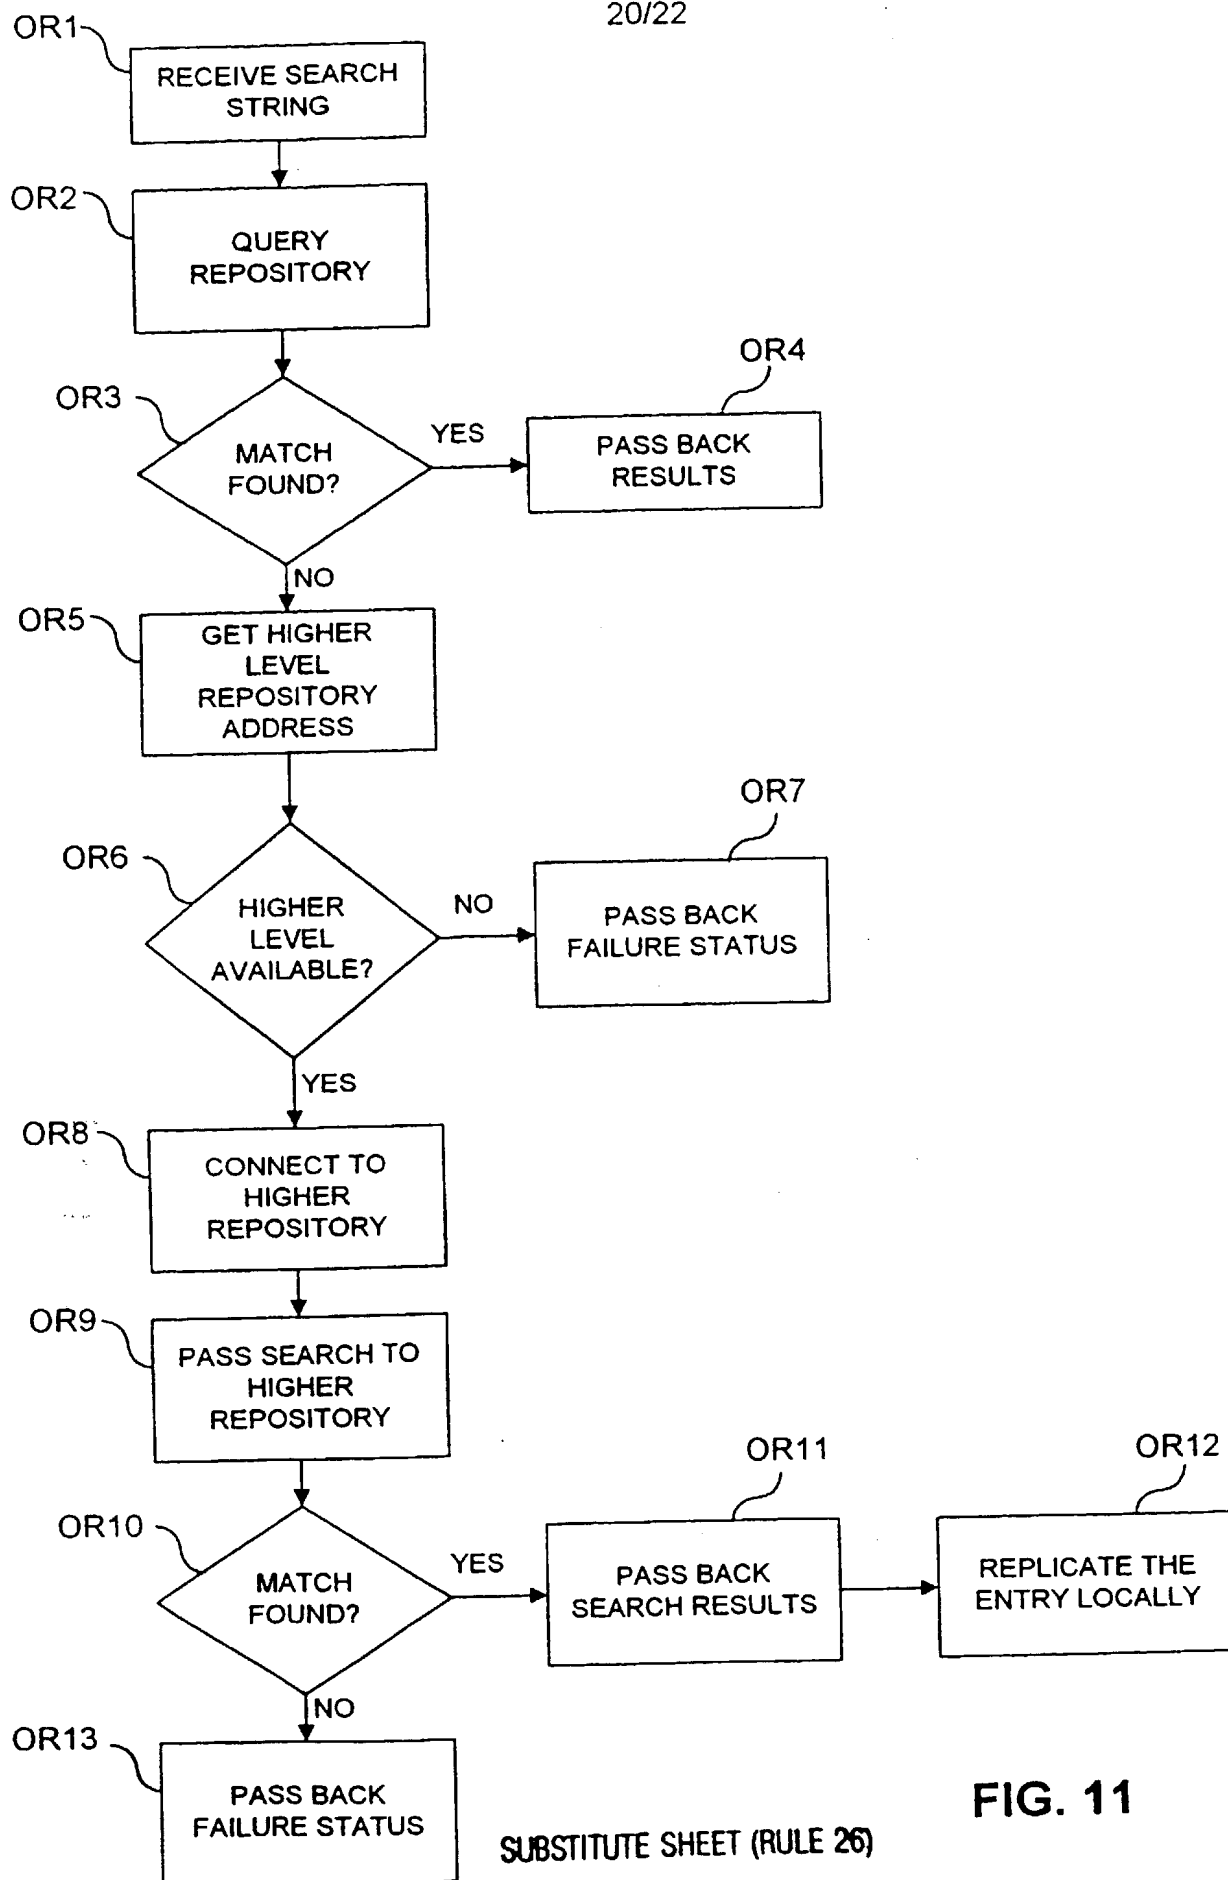 20/22
OR1
RECEIVE SEARCH
STRING
OR2
QUERY
REPOSITORY
OR3
MATCH
FOUND?
YES
OR4
PASS BACK
RESULTS
NO
OR5
GET HIGHER
LEVEL
REPOSITORY
ADDRESS
OR6
HIGHER
LEVEL
AVAILABLE?
NO
OR7
PASS BACK
FAILURE STATUS
YES
OR8
CONNECT TO
HIGHER
REPOSITORY
OR9
PASS SEARCH TO
HIGHER
REPOSITORY
OR10
MATCH
FOUND?
YES
OR11
PASS BACK
SEARCH RESULTS
OR12
REPLICATE THE
ENTRY LOCALLY
NO
OR13
PASS BACK
FAILURE STATUS
FIG. 11
SUBSTITUTE SHEET (RULE 26)